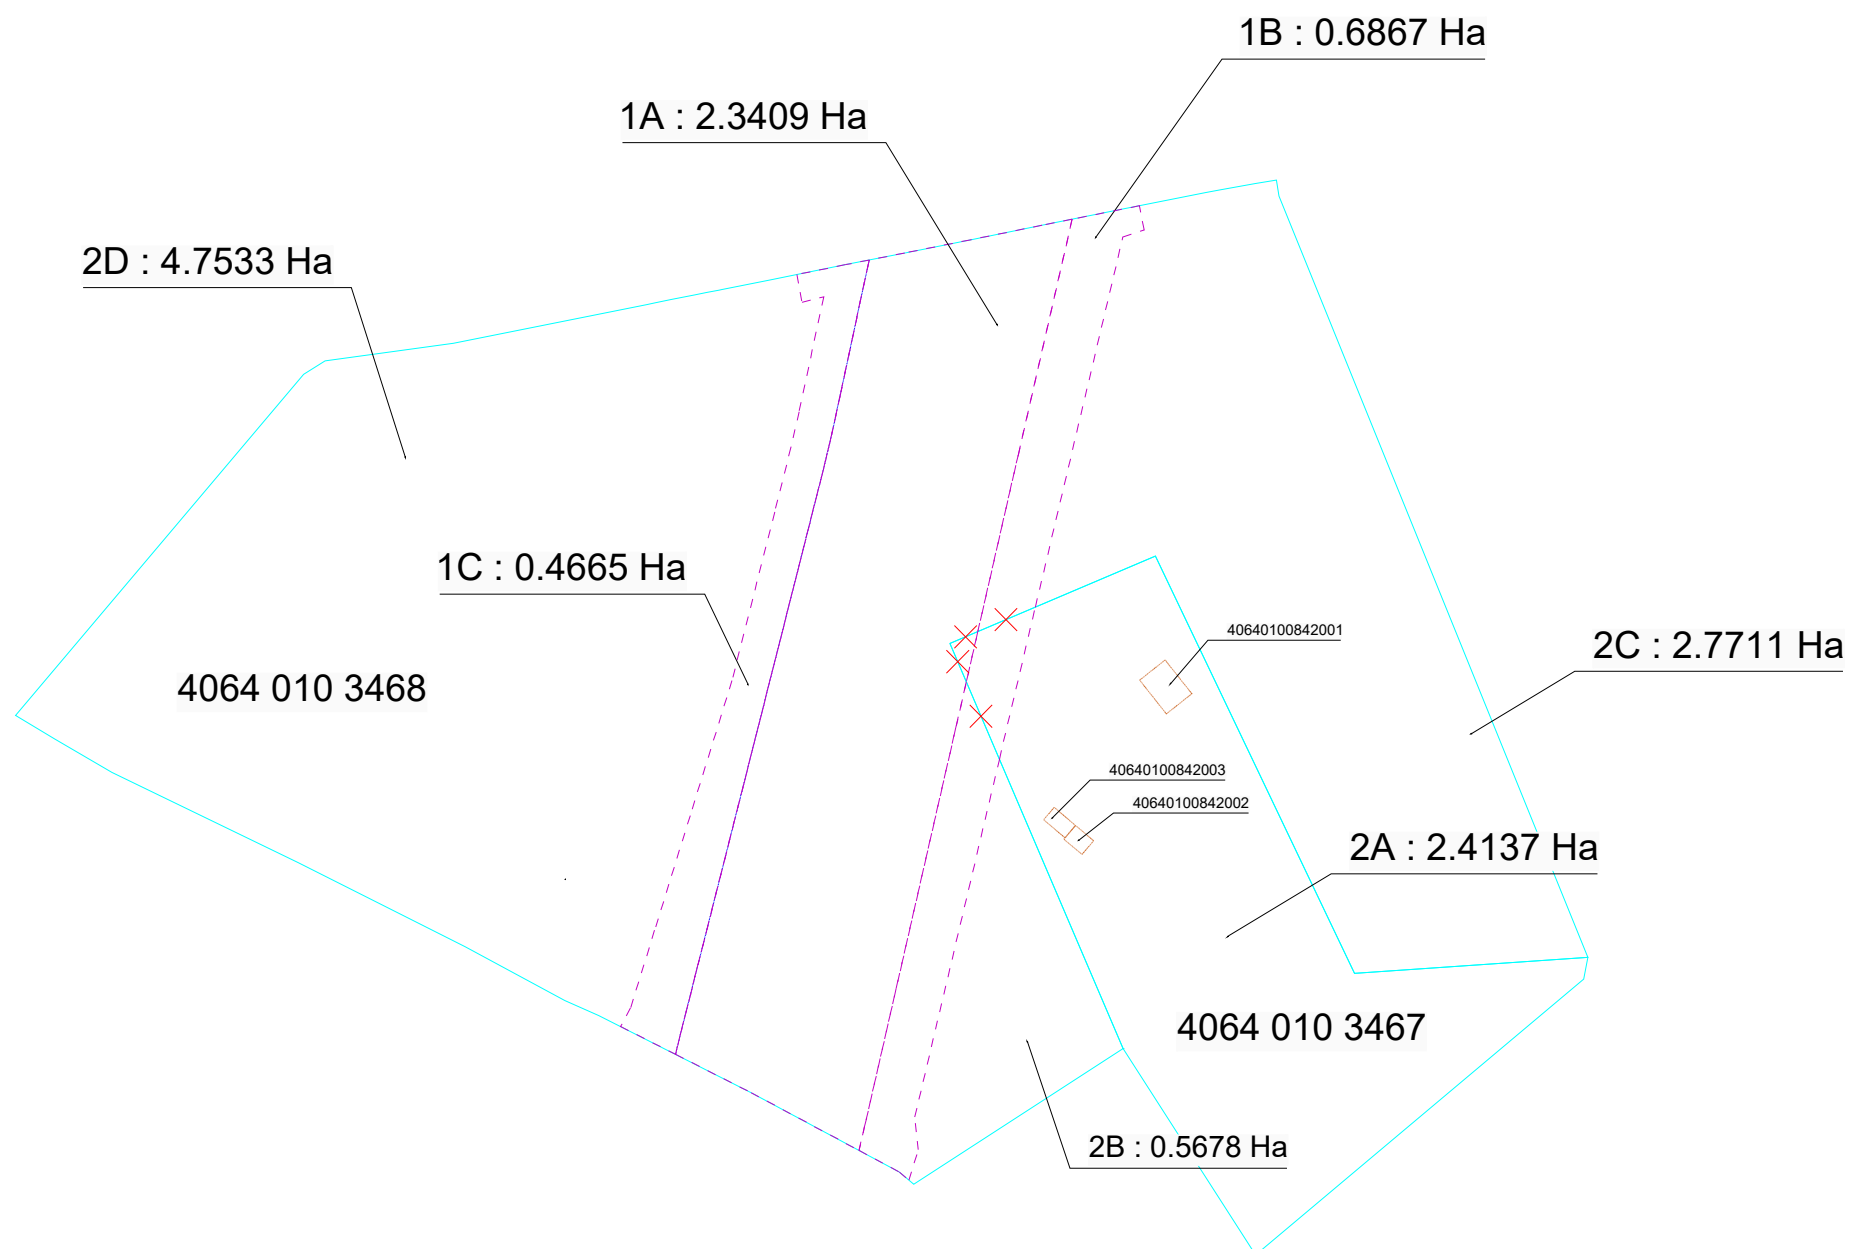 1B : 0.6867 Ha
1A : 2.3409 Ha
2D : 4.7533 Ha
1C : 0.4665 Ha
40640100842001
2C : 2.7711 Ha
4064 010 3468
40640100842003
40640100842002
2A : 2.4137 Ha
4064 010 3467
2B : 0.5678 Ha